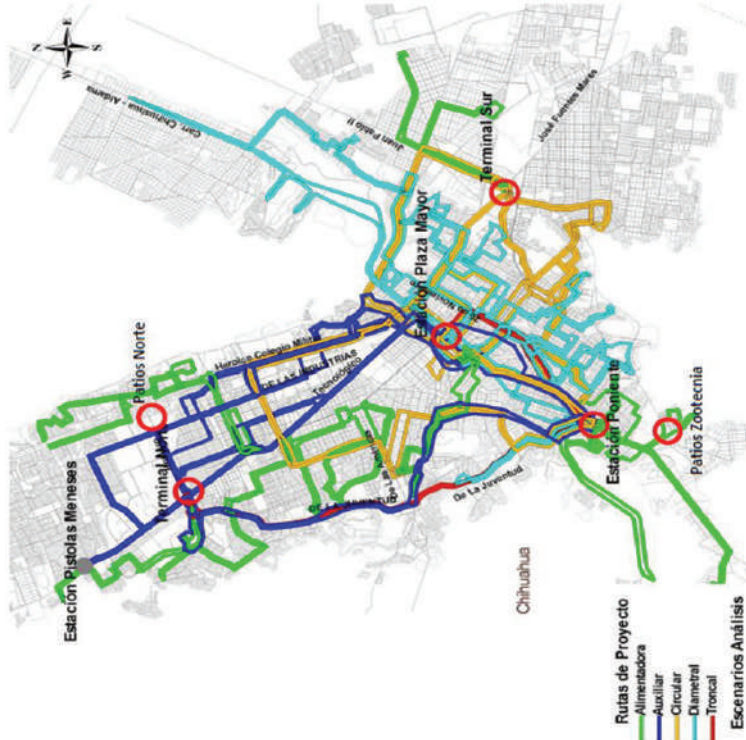 N
E
W
S
Carr. Chihuahua - Aldama
Juan Pablo II
José Fuentes Mares
Terminal Sur
Estación Plaza Mayor
Patios Norte
Heroico Colegio Milit
DE LAS INDUSTRIAS
Tecnológico
Estación Pistolas Meneses
Terminal
De La Juventud
Estación Poniente
Patios Zootecnia
Chihuahua
Rutas de Proyecto
Alimentadora
Auxiliar
Circular
Diametral
Troncal
Escenarios Análisis